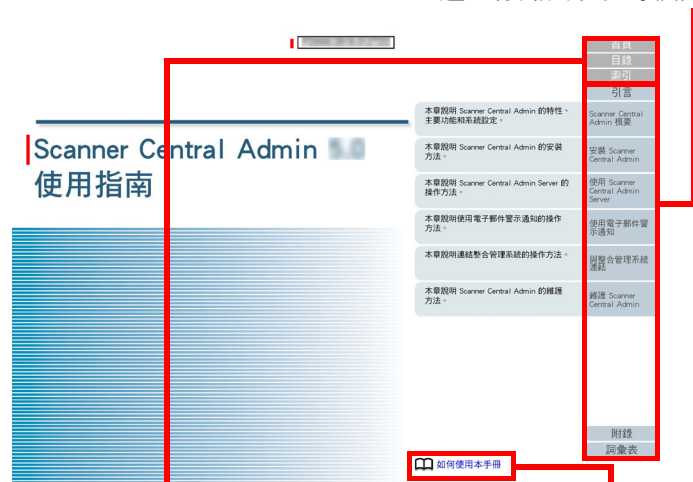 首頁
目錄
索引
引言
Scanner Central Admin
使用指南
本章說明 Scanner Central Admin 的特性、
主要功能和系統設定。
Scanner Central
Admin 概要
本章說明 Scanner Central Admin 的安裝
方法。
安裝 Scanner
Central Admin
本章說明 Scanner Central Admin Server 的
操作方法。
使用 Scanner
Central Admin
Server
本章說明使用電子郵件警示通知的操作
方法。
使用電子郵件警
示通知
本章說明連結整合管理系統的操作方法。
與整合管理系統
連結
本章說明 Scanner Central Admin 的維護
方法。
維護 Scanner
Central Admin
附錄
詞彙表
如何使用本手冊